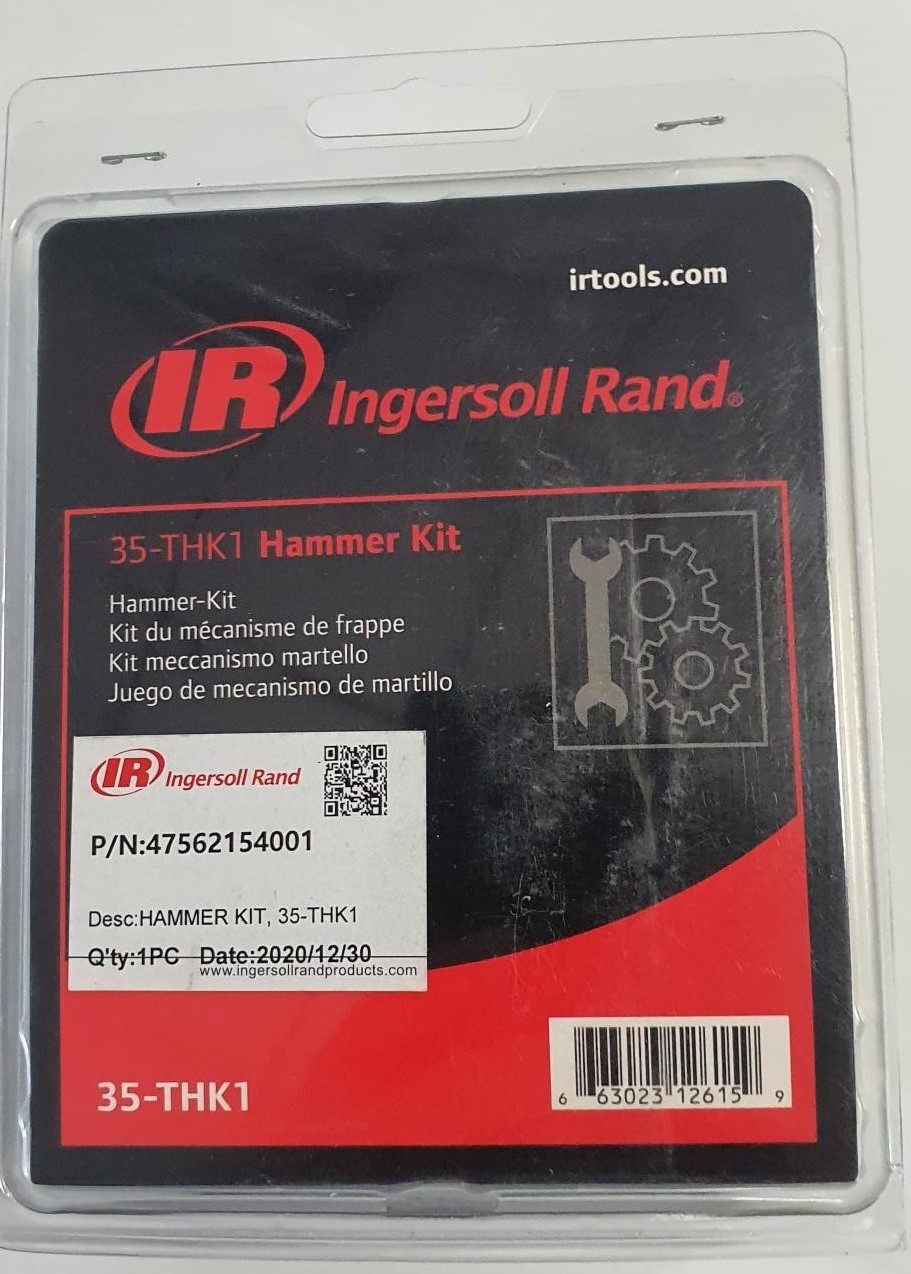 irtools.com
IR Ingersoll Rand®
35-THK1 Hammer Kit
Hammer-Kit
Kit du mécanisme de frappe
Kit meccanismo martello
Juego de mecanismo de martillo
IR Ingersoll Rand
P/N:47562154001
Desc:HAMMER KIT, 35-THK1
Q'ty:1PC Date:2020/12/30
www.ingersollrandproducts.com
35-THK1
6 63023 12615 9